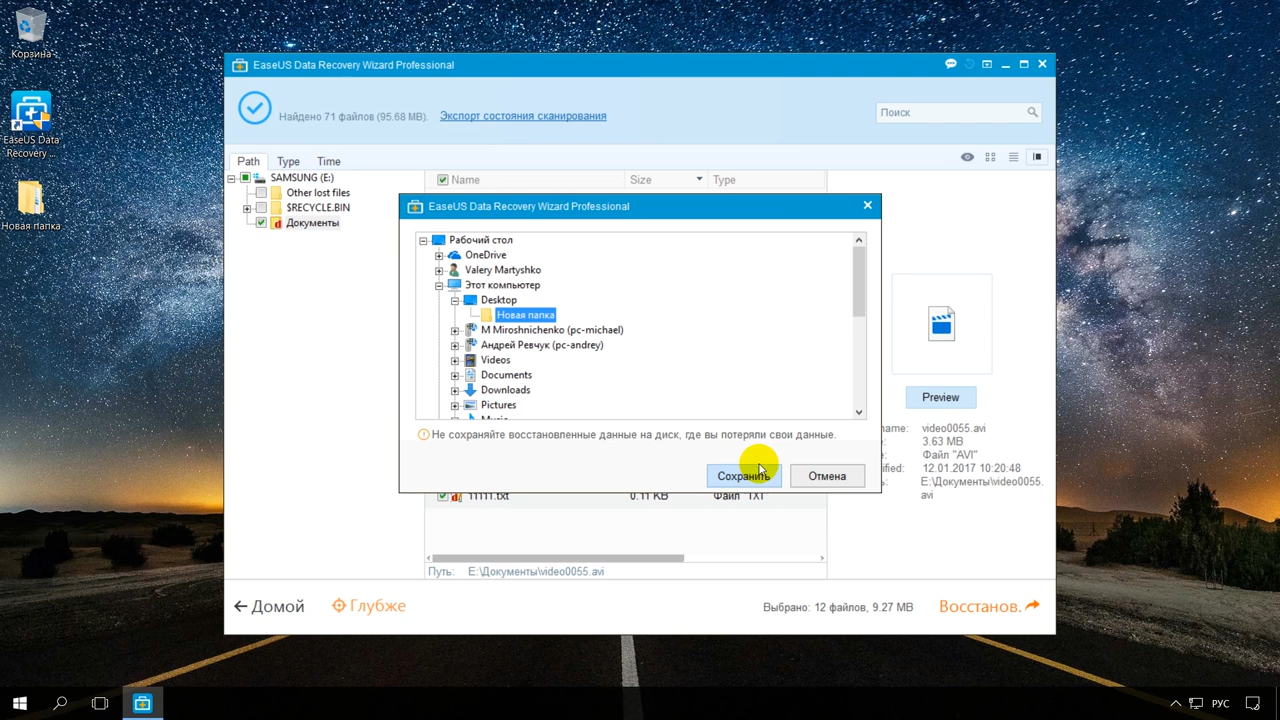 Корзина
EaseUS Data
Recovery ...
Новая папка
EaseUS Data Recovery Wizard Professional
Найдено 71 файлов (95.68 MB).
Экспорт состояния сканирования
Поиск
Path
Type
Time
SAMSUNG (E:)
Other lost files
$RECYCLE.BIN
Документы
Name
Size
Type
EaseUS Data Recovery Wizard Professional
Рабочий стол
OneDrive
Valery Martyshko
Этот компьютер
Desktop
Новая папка
M Miroshnichenko (pc-michael)
Андрей Ревчук (pc-andrey)
Videos
Documents
Downloads
Pictures
Не сохраняйте восстановленные данные на диск, где вы потеряли свои данные.
Сохранить
Отмена
Preview
name: video0055.avi
3.63 MB
Файл "AVI"
12.01.2017 10:20:48
E:\Документы\video0055.
avi
11111.txt 0.11 KB Файл "TXT"
Путь: E:\Документы\video0055.avi
Домой
Глубже
Выбрано: 12 файлов, 9.27 MB
Восстанов.
РУС